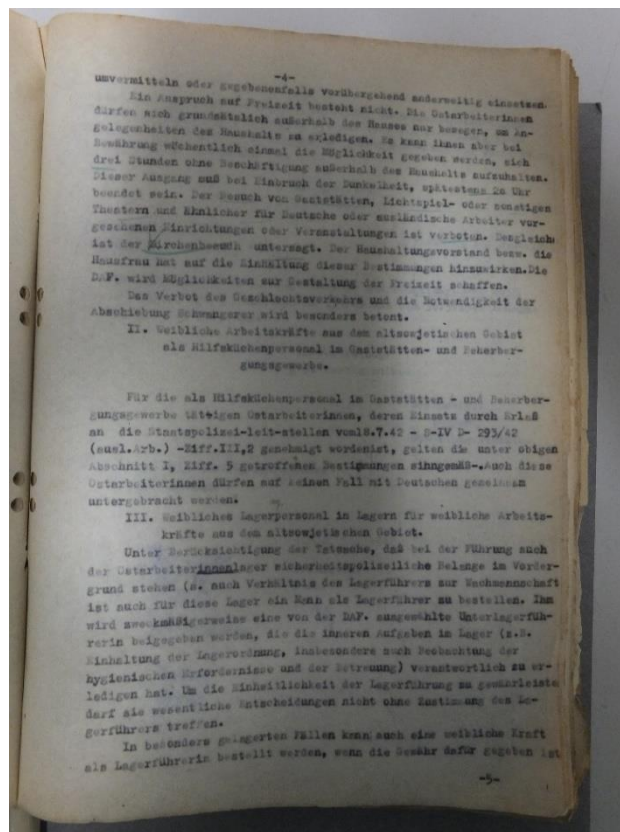 -4-
umvermitteln oder gegebenenfalls vorübergehend anderweitig einsetzen.
Ein Anspruch auf Freizeit besteht nicht. Die Ostarbeiterinnen
dürfen sich grundsätzlich außerhalb des Hauses nur bewegen, um An-
gelegenheiten des Haushalts zu erledigen. Es kann ihnen aber bei
Bewährung wöchentlich einmal die Möglichkeit gegeben werden, sich
drei Stunden ohne Beschäftigung außerhalb des Haushalts aufzuhalten.
Dieser Ausgang muß bei Einbruch der Dunkelheit, spätestens 20 Uhr
beendet sein. Der Besuch von Gaststätten, Lichtspiel- oder sonstigen
Theatern und Ähnlicher für Deutsche oder ausländische Arbeiter vor-
gesehenen Einrichtungen oder Veranstaltungen ist verboten. Desgleiche
ist der Kirchenbesuch untersagt. Der Haushaltungsvorstand bezw. die
Hausfrau hat auf die Einhaltung dieser Bestimmungen hinzuwirken.Die
DAF. wird Möglichkeiten zur Gestaltung der Freizeit schaffen.
Das Verbot des Geschlechtsverkehrs und die Notwendigkeit der
Abschiebung Schwangerer wird besonders betont.
II. Weibliche Arbeitskräfte aus dem altsowjetischen Gebiet
als Hilfsküchenpersonal im Gaststätten- und Beherber-
gungsgewerbe.
Für die als Hilfsküchenpersonal im Gaststätten - und Beherber-
gungsgewerbe tätigen Ostarbeiterinnen, deren Einsatz durch Erlaß
an die Staatspolizei-leit-stellen vom18.7.42 - S-IV D- 293/42
(ausl.Arb.) -Ziff.III,2 genehmigt wordenist, gelten die unter obigen
Abschnitt I, Ziff. 5 getroffenen Bestimmungen sinngemäß-.Auch diese
Ostarbeiterinnen dürfen auf keinen Fall mit Deutschen gemeinsam
untergebracht werden.
III. Weibliches Lagerpersonal in Lagern für weibliche Arbeits-
kräfte aus dem altsowjetischen Gebiet.
Unter Berücksichtigung der Tatsache, daß bei der Führung auch
der Ostarbeiterinnenlager sicherheitspolizeiliche Belange im Vorder-
grund stehen (s. auch Verhältnis des Lagerführers zur Wachmannschaft
ist auch für diese Lager ein Mann als Lagerführer zu bestellen. Ihm
wird zweckmäßigerweise eine von der DAF. ausgewählte Unterlagerfüh-
rerin beigegeben werden, die die inneren Aufgaben im Lager (z.B.
Einhaltung der Lagerordnung, insbesondere auch Beobachtung der
hygienischen Erfordernisse und der Betreuung) verantwortlich zu er-
ledigen hat. Um die Einheitlichkeit der Lagerführung zu gewährleiste
darf sie wesentliche Entscheidungen nicht ohne Zustimmung des La-
gerführers treffen.
In besonders gelagerten Fällen kann auch eine weibliche Kraft
als Lagerführerin bestellt werden, wenn die Gewähr dafür gegeben ist
-5-